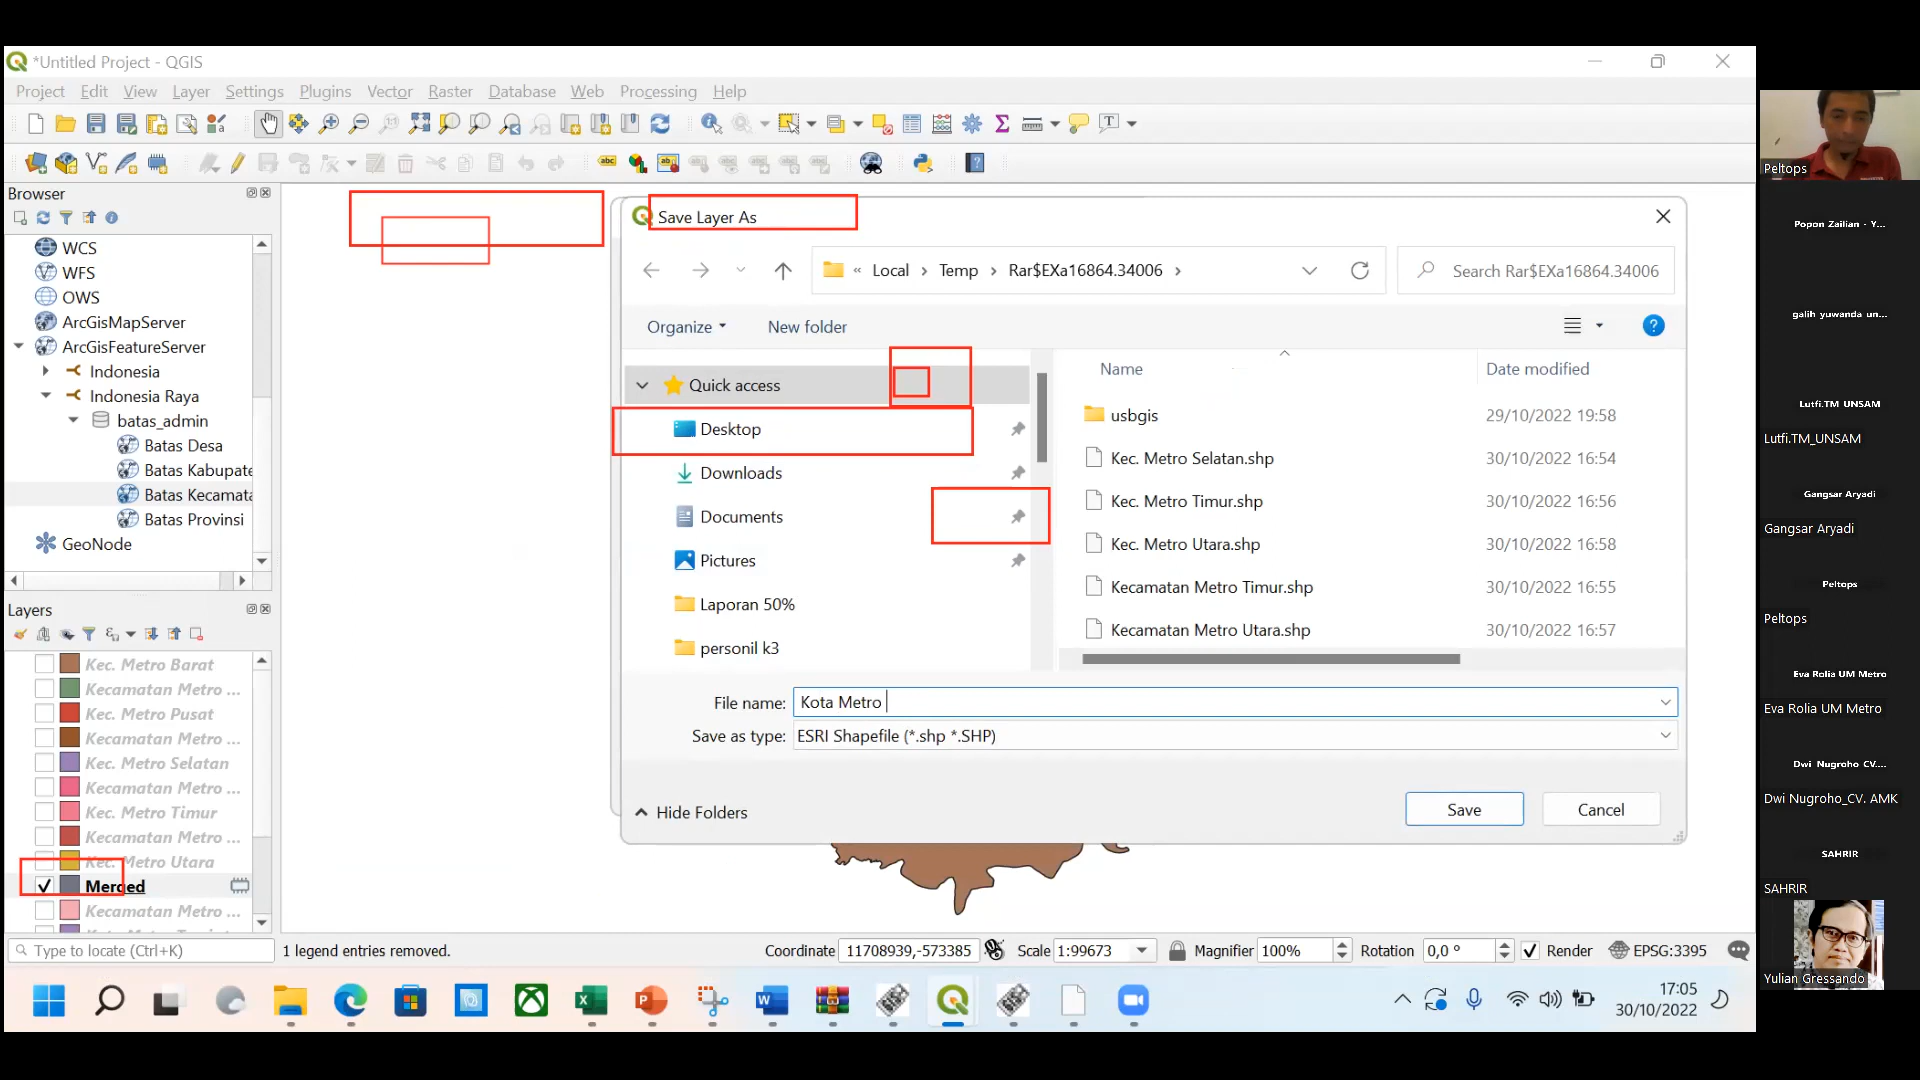 *Untitled Project - QGIS
Project Edit View Layer Settings Plugins Vector Raster Database Web Processing Help
Browser
WCS
WFS
OWS
ArcGisMapServer
ArcGisFeatureServer
Indonesia
Indonesia Raya
batas_admin
Batas Desa
Batas Kabupate
Batas Kecamata
Batas Provinsi
GeoNode
Layers
Kec. Metro Barat
Kecamatan Metro ...
Kec. Metro Pusat
Kecamatan Metro ...
Kec. Metro Selatan
Kecamatan Metro ...
Kec. Metro Timur
Kecamatan Metro ...
Kec. Metro Utara
Merged
Kecamatan Metro ...
Save Layer As
« Local › Temp › Rar$EXa16864.34006 ›
Search Rar$EXa16864.34006
Organize
New folder
Quick access
Desktop
Downloads
Documents
Pictures
Laporan 50%
personil k3
Name Date modified
usbgis 29/10/2022 19:58
Kec. Metro Selatan.shp 30/10/2022 16:54
Kec. Metro Timur.shp 30/10/2022 16:56
Kec. Metro Utara.shp 30/10/2022 16:58
Kecamatan Metro Timur.shp 30/10/2022 16:55
Kecamatan Metro Utara.shp 30/10/2022 16:57
File name: Kota Metro
Save as type: ESRI Shapefile (*.shp *.SHP)
Hide Folders
Save
Cancel
Type to locate (Ctrl+K)
1 legend entries removed.
Coordinate 11708939,-573385
Scale 1:99673
Magnifier 100%
Rotation 0,0 °
Render
EPSG:3395
17:05
30/10/2022
Peltops
Popon Zailian - Y...
galih yuwanda un...
Lutfi.TM UNSAM
Lutfi.TM_UNSAM
Gangsar Aryadi
Gangsar Aryadi
Peltops
Peltops
Eva Rolia UM Metro
Eva Rolia UM Metro
Dwi Nugroho CV....
Dwi Nugroho_CV. AMK
SAHRIR
SAHRIR
Yulian Gressando